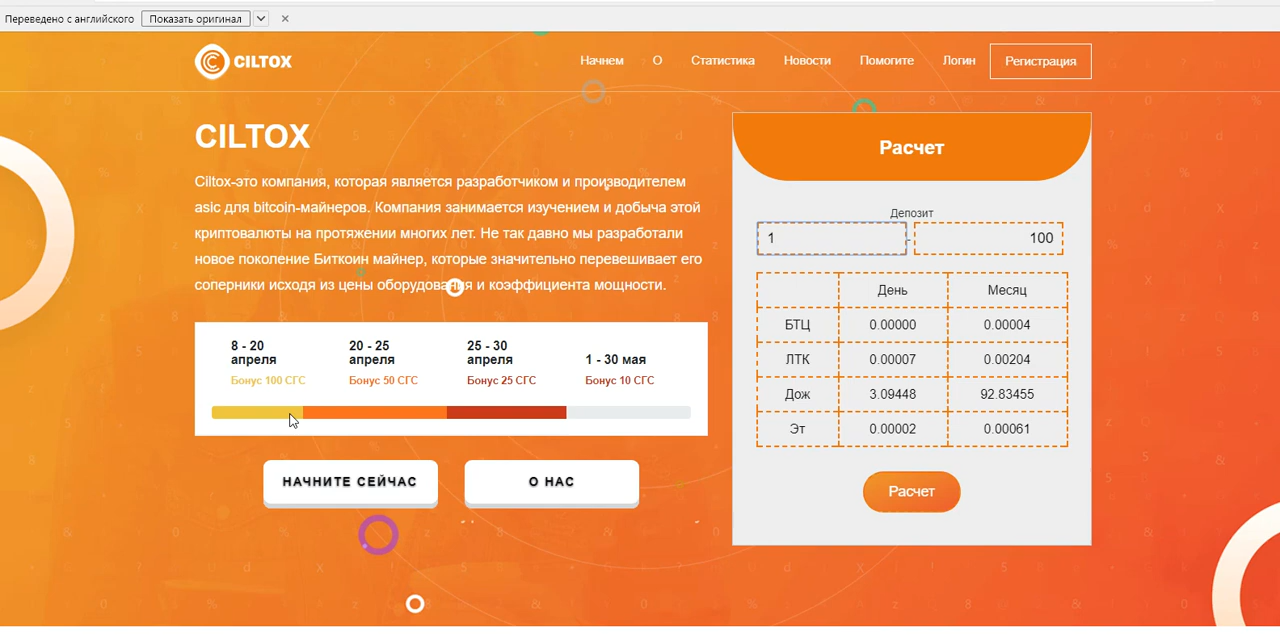 Переведено с английского Показать оригинал
CILTOX
Начнем О Статистика Новости Помогите Логин Регистрация
CILTOX
Ciltox-это компания, которая является разработчиком и производителем
asic для bitcoin-майнеров. Компания занимается изучением и добыча этой
криптовалюты на протяжении многих лет. Не так давно мы разработали
новое поколение Биткоин майнер, которые значительно перевешивает его
соперники исходя из цены оборудования и коэффициента мощности.
8 - 20
апреля
Бонус 100 СГС
20 - 25
апреля
Бонус 50 СГС
25 - 30
апреля
Бонус 25 СГС
1 - 30 мая
Бонус 10 СГС
НАЧНИТЕ СЕЙЧАС
О НАС
Расчет
Депозит
1 - 100
День Месяц
БТЦ 0.00000 0.00004
ЛТК 0.00007 0.00204
Дож 3.09448 92.83455
Эт 0.00002 0.00061
Расчет